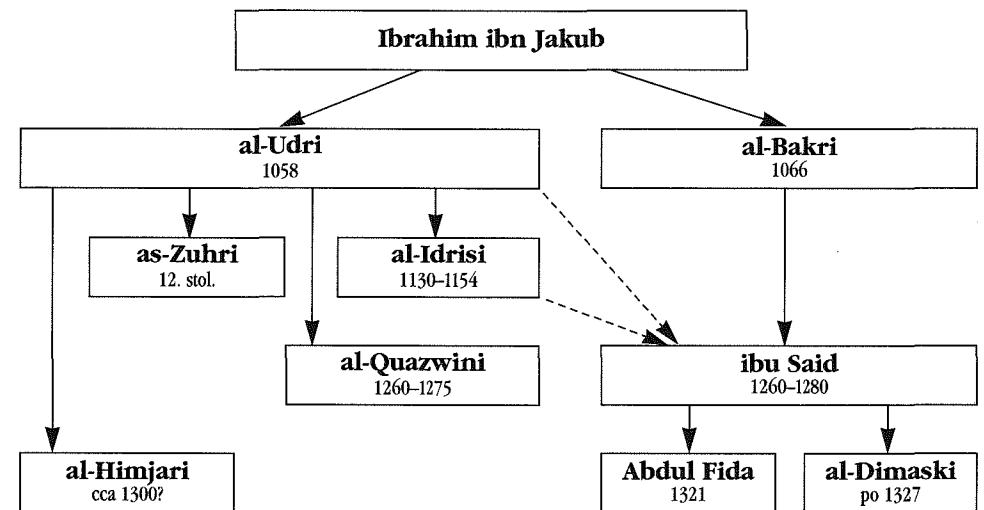 Ibrahim ibn Jakub
al-Udri
1058
al-Bakri
1066
as-Zuhri
12. stol.
al-Idrisi
1130–1154
al-Quazwini
1260–1275
ibu Said
1260–1280
al-Himjari
cca 1300?
Abdul Fida
1321
al-Dimaski
po 1327